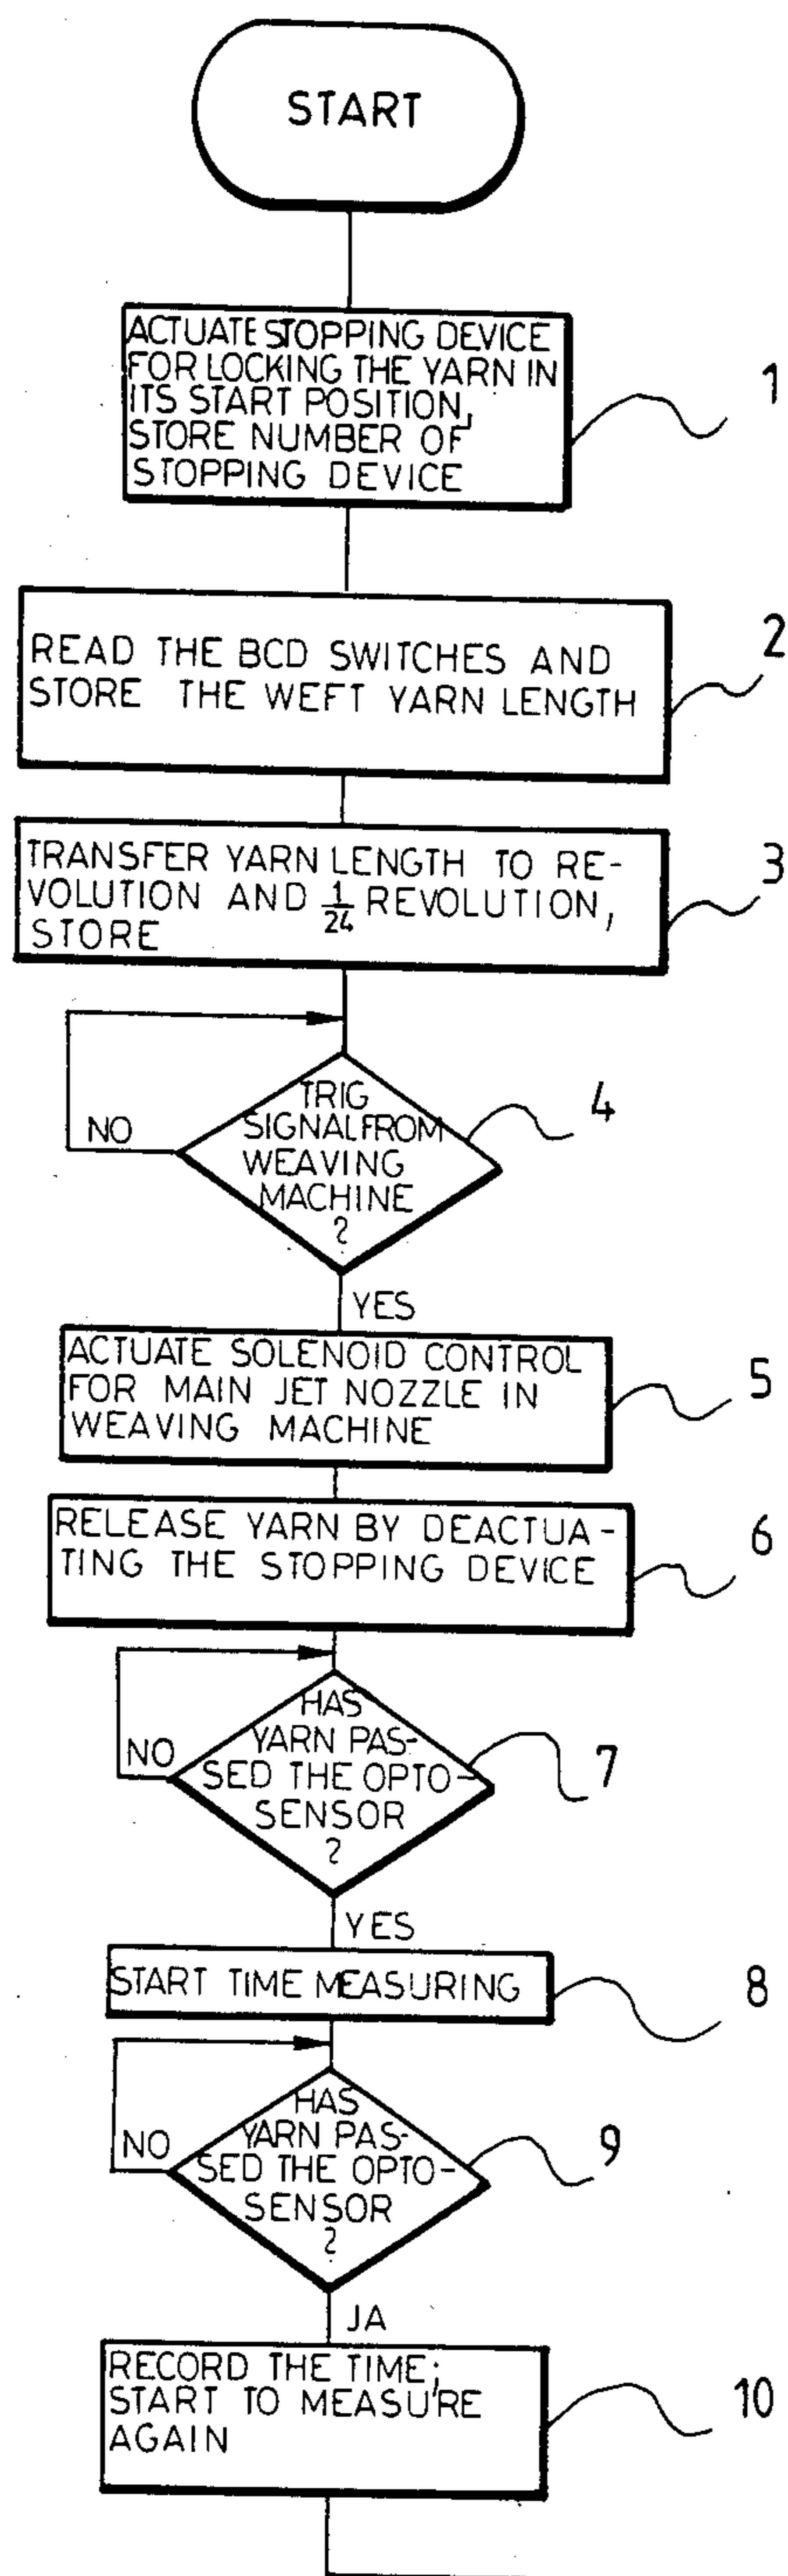 START
ACTUATE STOPPING DEVICE
FOR LOCKING THE YARN IN
ITS START POSITION,
STORE NUMBER OF
STOPPING DEVICE
1
READ THE BCD SWITCHES AND
STORE THE WEFT YARN LENGTH
2
TRANSFER YARN LENGTH TO RE-
VOLUTION AND 1/24 REVOLUTION,
STORE
3
TRIG
SIGNAL FROM
WEAVING
MACHINE
?
4
NO
YES
ACTUATE SOLENOID CONTROL
FOR MAIN JET NOZZLE IN
WEAVING MACHINE
5
RELEASE YARN BY DEACTUA-
TING THE STOPPING DEVICE
6
HAS
YARN PAS-
SED THE OPTO-
SENSOR
?
7
NO
YES
START TIME MEASURING
8
HAS
YARN PAS-
SED THE OPTO-
SENSOR
?
9
NO
JA
RECORD THE TIME;
START TO MEASURE
AGAIN
10